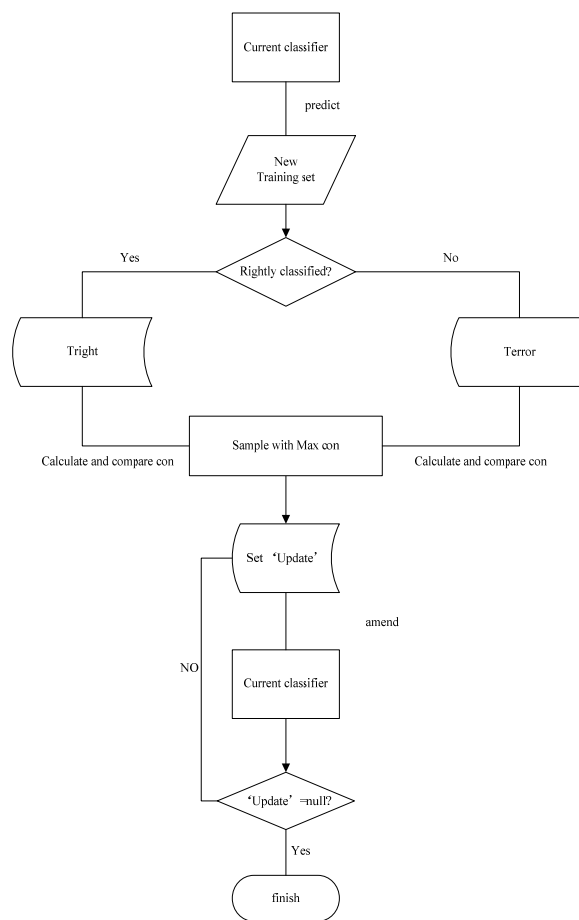 Current classifier
predict
New
Training set
Rightly classified?
Yes
No
Tright
Terror
Sample with Max con
Calculate and compare con
Calculate and compare con
Set ‘Update’
amend
NO
Current classifier
‘Update’=null?
Yes
finish